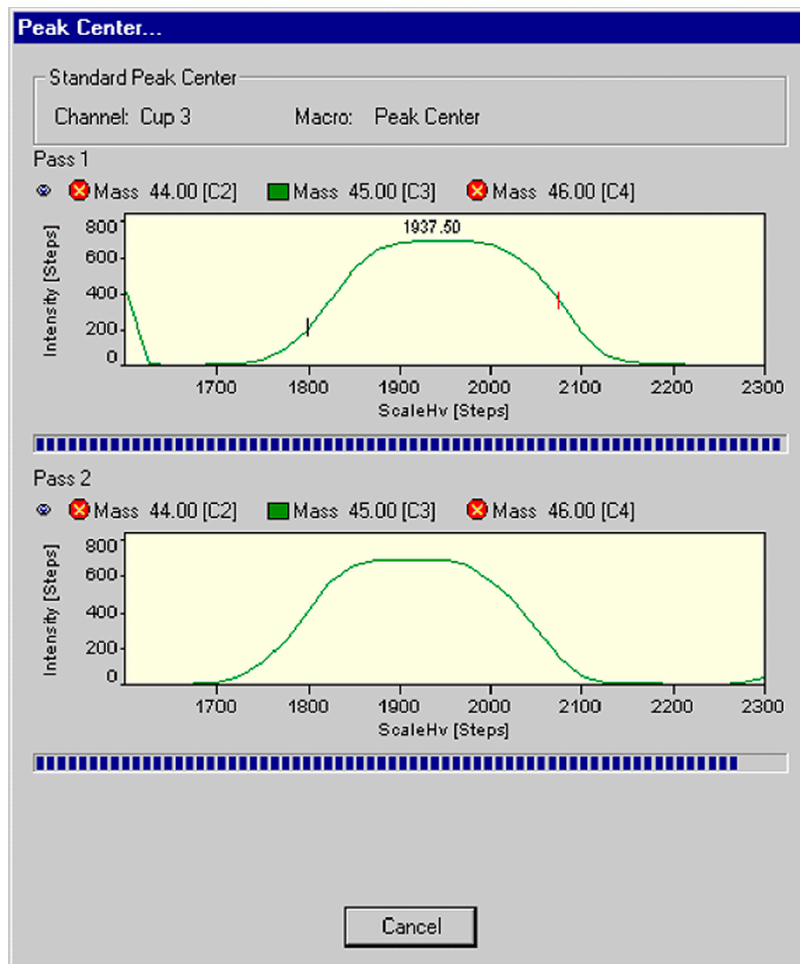 Peak Center...
Standard Peak Center
Channel: Cup 3 Macro: Peak Center
Pass 1
Mass 44.00 [C2] Mass 45.00 [C3] Mass 46.00 [C4]
Intensity [Steps]
800
600
400
200
0
1937.50
1700 1800 1900 2000 2100 2200 2300
ScaleHv [Steps]
Pass 2
Mass 44.00 [C2] Mass 45.00 [C3] Mass 46.00 [C4]
Intensity [Steps]
800
600
400
200
0
1700 1800 1900 2000 2100 2200 2300
ScaleHv [Steps]
Cancel